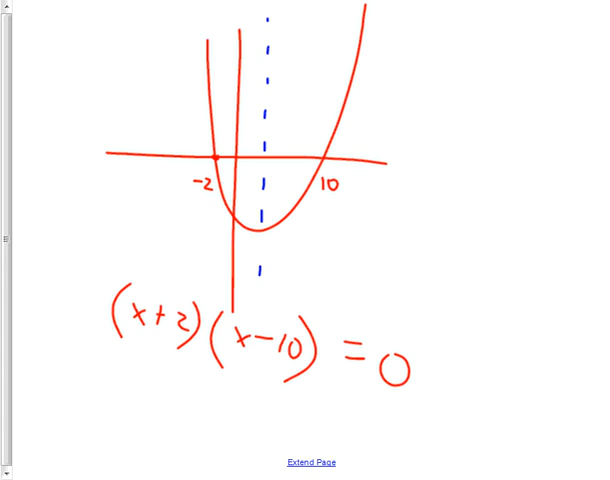 -2 10
(x+2)(x-10) = 0
Extend Page